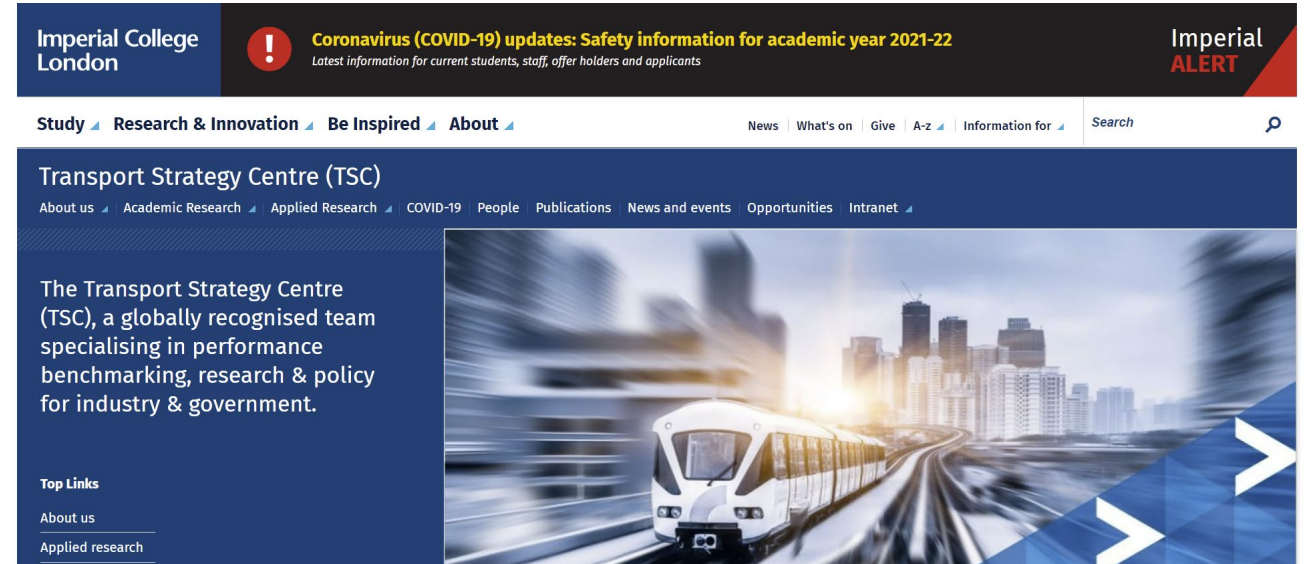 Imperial College
London
Coronavirus (COVID-19) updates: Safety information for academic year 2021-22
Latest information for current students, staff, offer holders and applicants
Imperial
ALERT
Study Research & Innovation Be Inspired About
News What's on Give A-z Information for Search
Transport Strategy Centre (TSC)
About us Academic Research Applied Research COVID-19 People Publications News and events Opportunities Intranet
The Transport Strategy Centre
(TSC), a globally recognised team
specialising in performance
benchmarking, research & policy
for industry & government.
Top Links
About us
Applied research